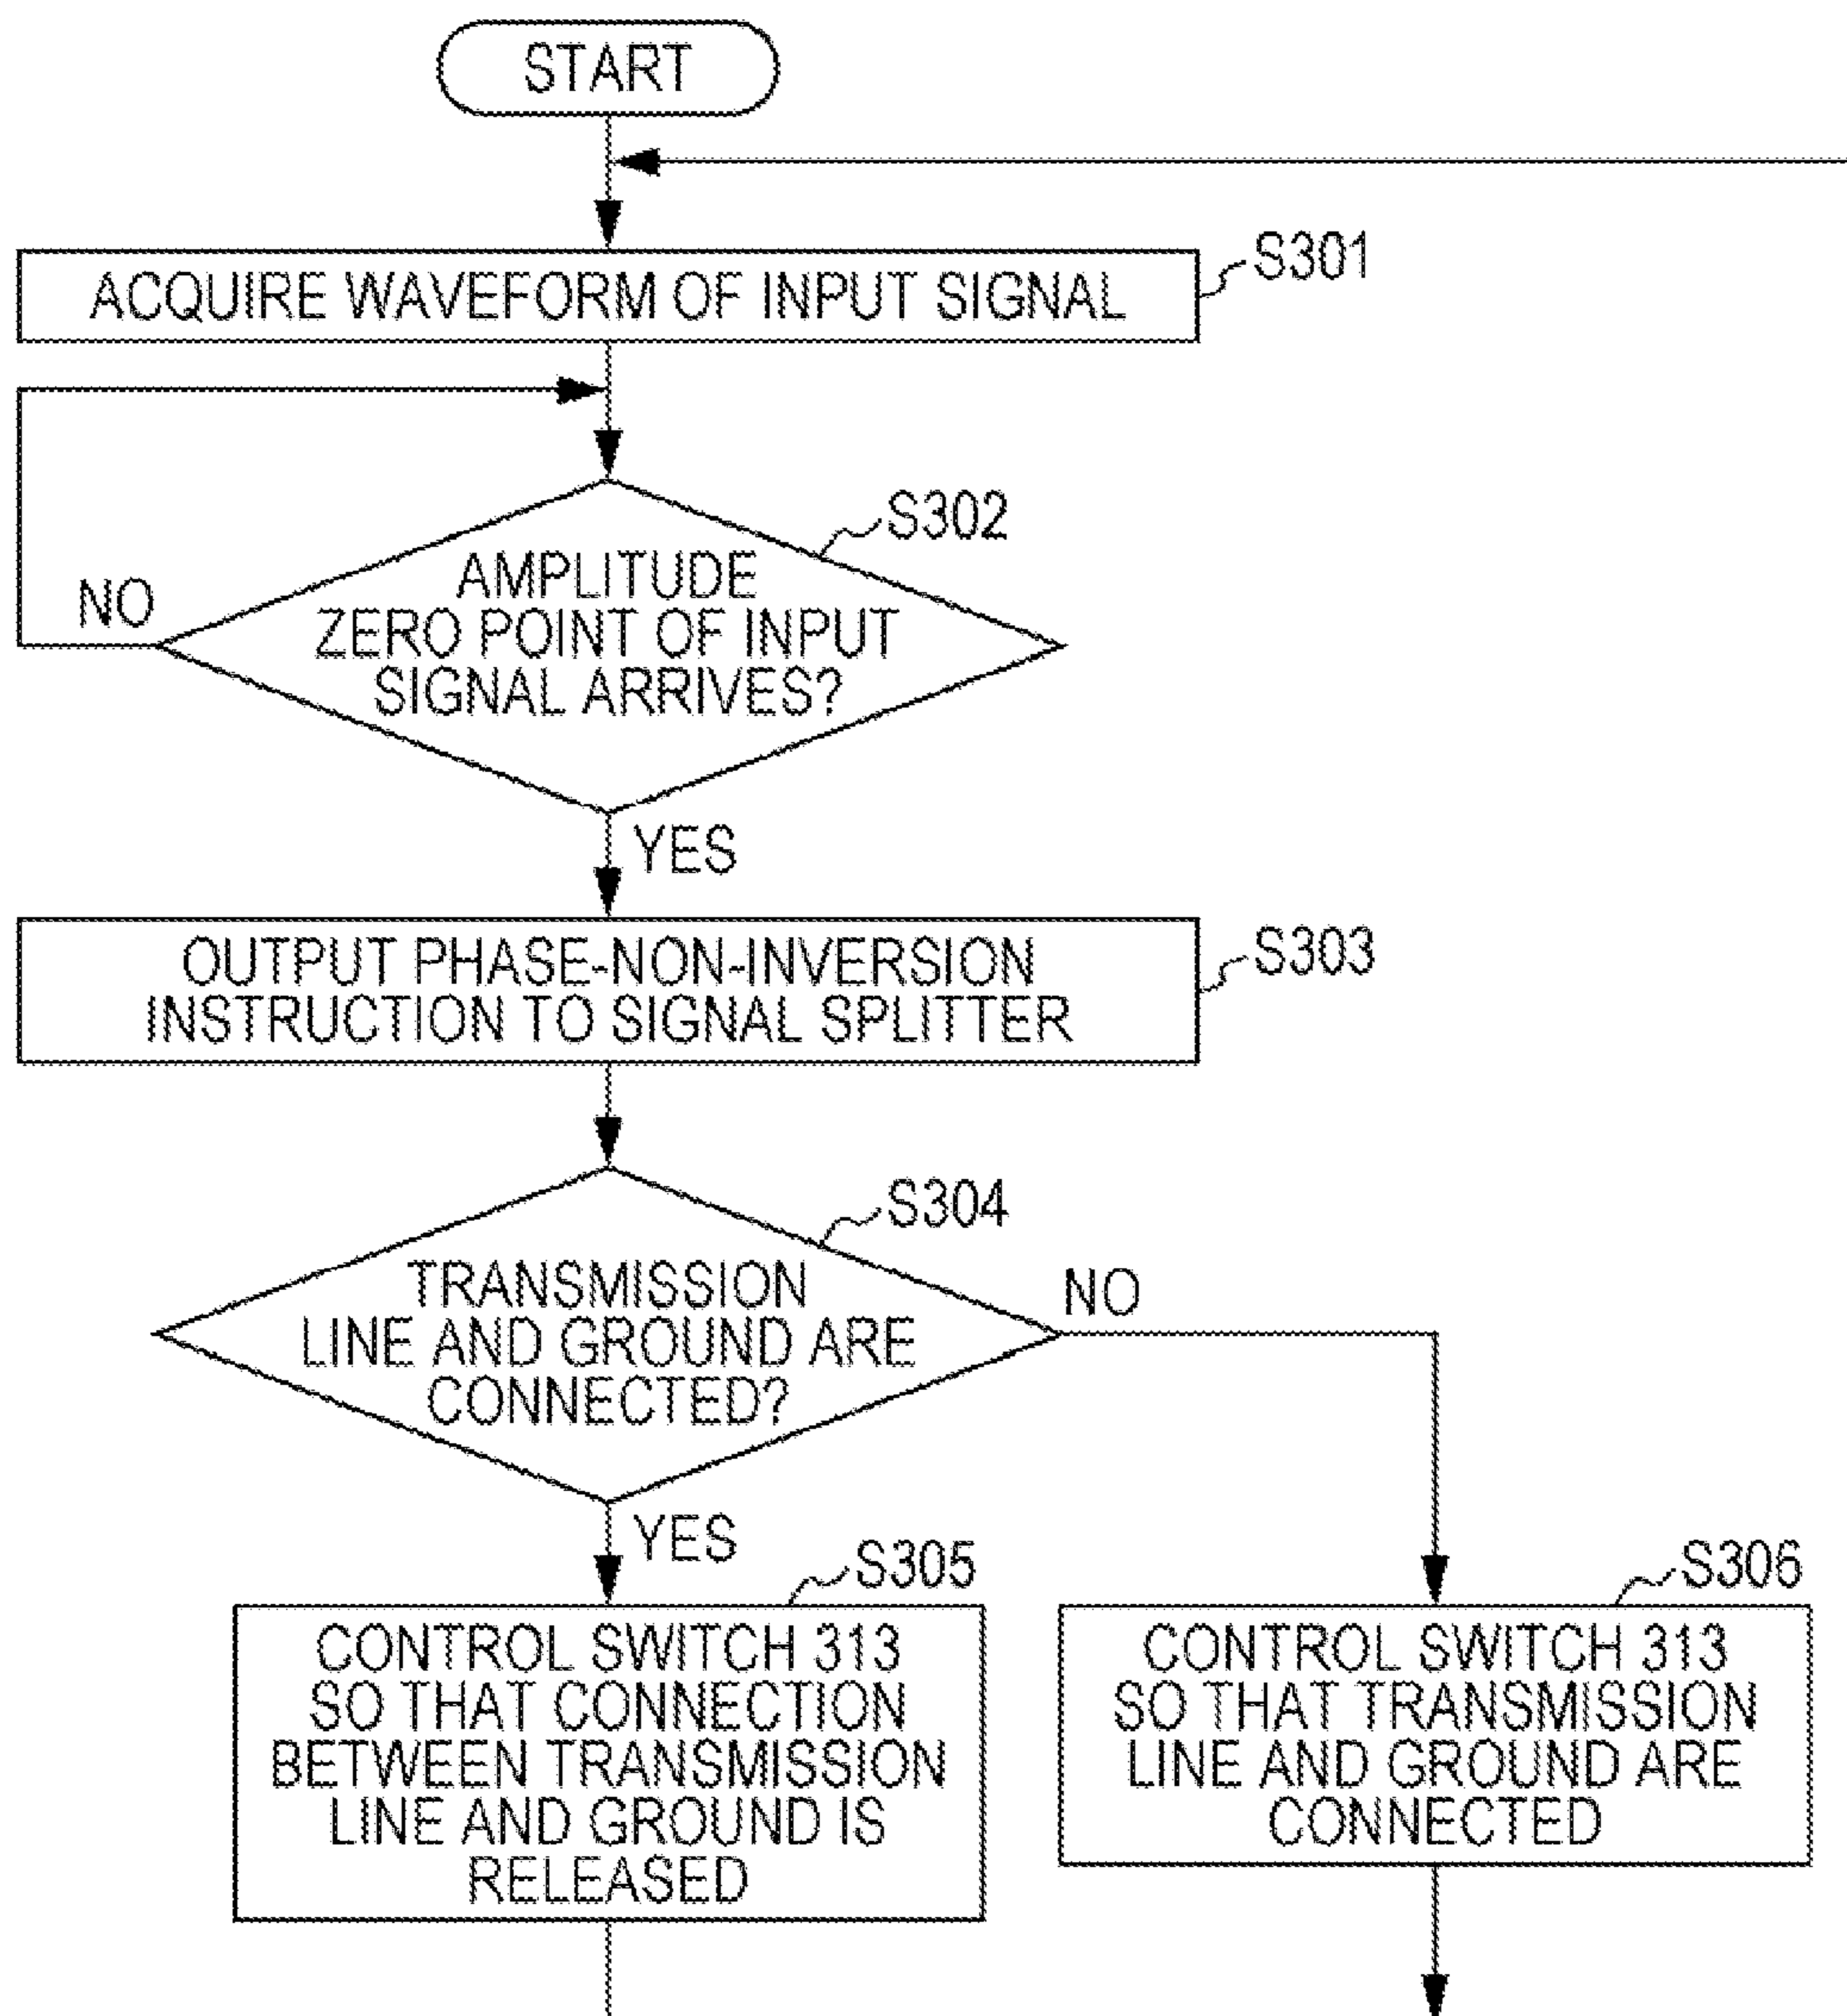 START
S301
ACQUIRE WAVEFORM OF INPUT SIGNAL
S302
AMPLITUDE
ZERO POINT OF INPUT
SIGNAL ARRIVES?
NO
YES
S303
OUTPUT PHASE-NON-INVERSION
INSTRUCTION TO SIGNAL SPLITTER
S304
TRANSMISSION
LINE AND GROUND ARE
CONNECTED?
NO
YES
S305
CONTROL SWITCH 313
SO THAT CONNECTION
BETWEEN TRANSMISSION
LINE AND GROUND IS
RELEASED
S306
CONTROL SWITCH 313
SO THAT TRANSMISSION
LINE AND GROUND ARE
CONNECTED